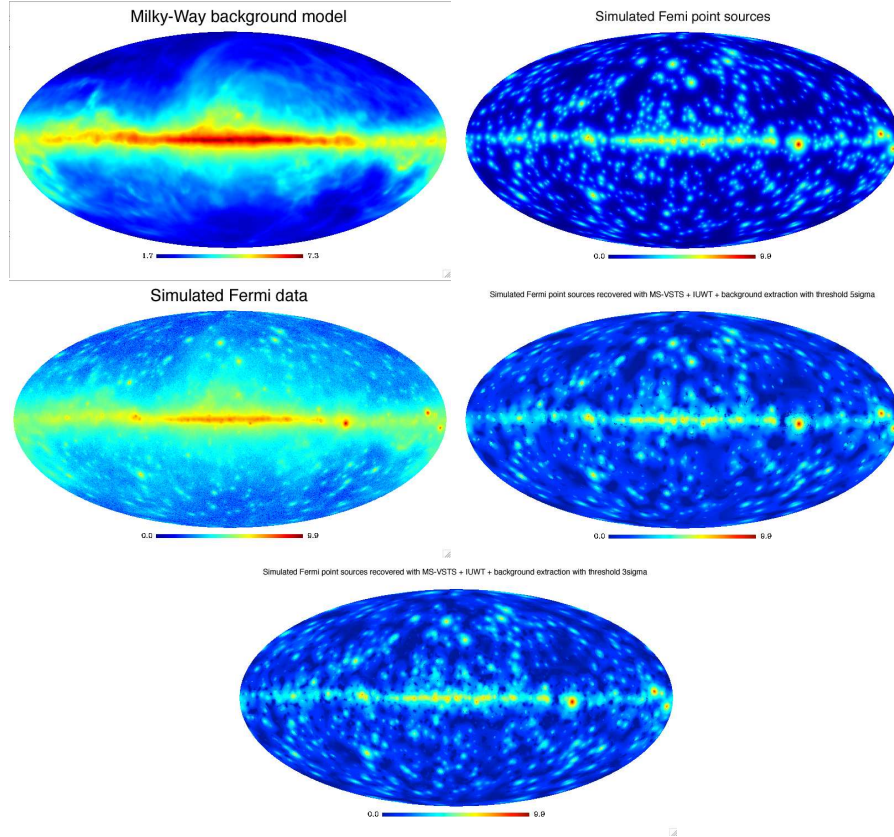 Milky-Way background model
Simulated Femi point sources
1.7 7.3
0.0 9.9
Simulated Fermi data
Simulated Fermi point sources recovered with MS-VSTS + IUWT + background extraction with threshold 5sigma
0.0 9.9
0.0 9.9
Simulated Fermi point sources recovered with MS-VSTS + IUWT + background extraction with threshold 3sigma
0.0 9.9